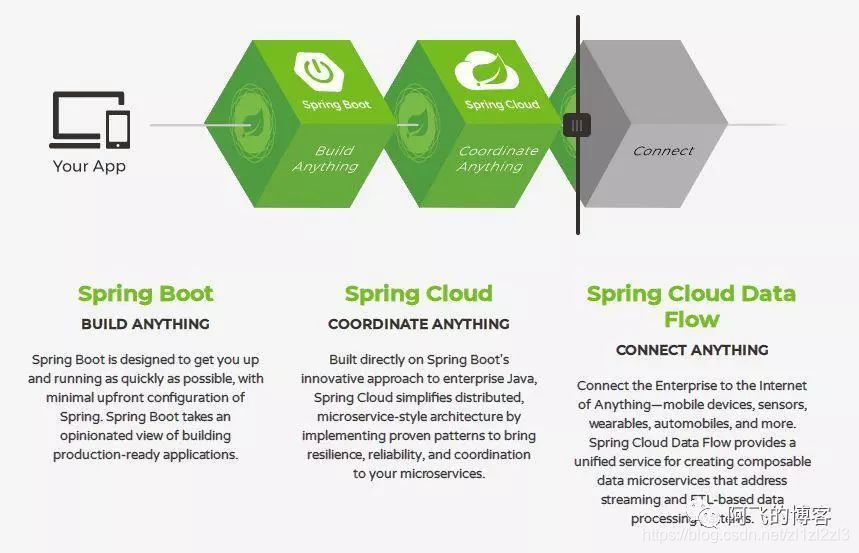 Spring Boot
Spring Cloud
Build
Anything
Coordinate
Anything
Connect
Your App
Spring Boot
BUILD ANYTHING
Spring Boot is designed to get you up
and running as quickly as possible, with
minimal upfront configuration of
Spring. Spring Boot takes an
opinionated view of building
production-ready applications.
Spring Cloud
COORDINATE ANYTHING
Built directly on Spring Boot's
innovative approach to enterprise Java,
Spring Cloud simplifies distributed,
microservice-style architecture by
implementing proven patterns to bring
resilience, reliability, and coordination
to your microservices.
Spring Cloud Data
Flow
CONNECT ANYTHING
Connect the Enterprise to the Internet
of Anything—mobile devices, sensors,
wearables, automobiles, and more.
Spring Cloud Data Flow provides a
unified service for creating composable
data microservices that address
streaming and ETL-based data
processing systems.
阿飞的博客
https://blog.csdn.net/zl1zl2zl3